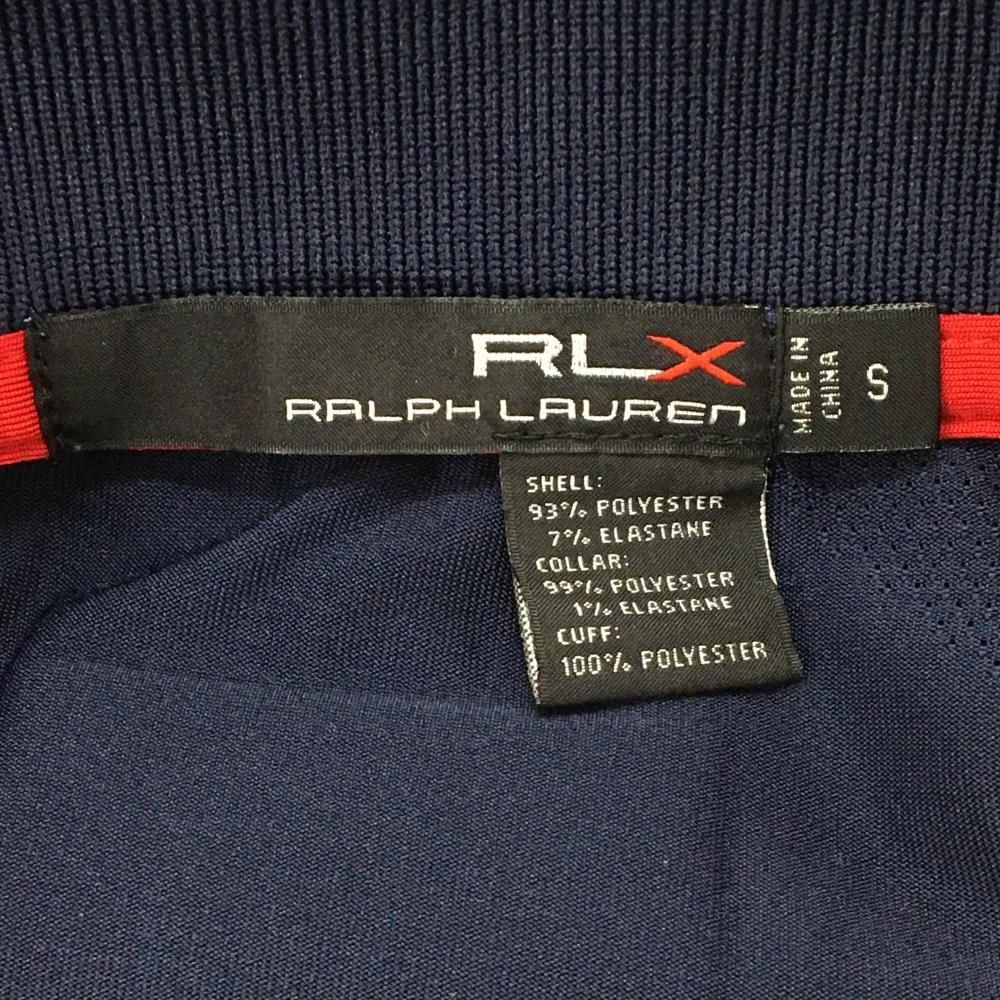 RLX
RALPH LAUREN
MADE IN
CHINA
S
SHELL:
93% POLYESTER
7% ELASTANE
COLLAR:
99% POLYESTER
1% ELASTANE
CUFF:
100% POLYESTER